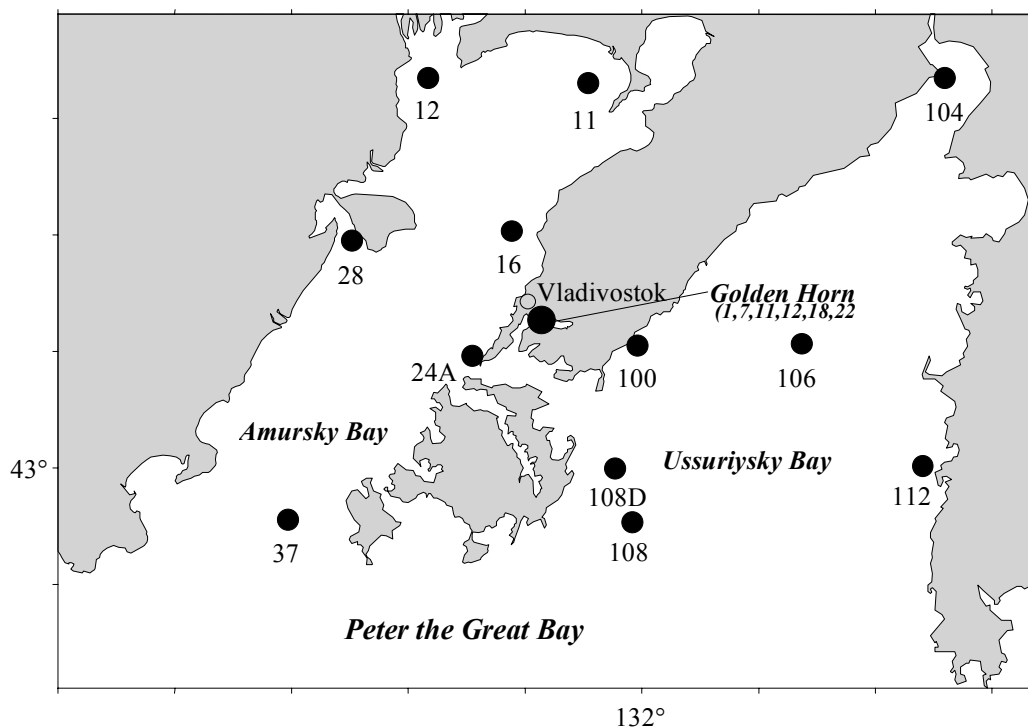 12
11
104
28
16
Vladivostok
Golden Horn
(1,7,11,12,18,22
24A
100
106
Amursky Bay
43°
Ussuriysky Bay
108D
112
37
108
Peter the Great Bay
132°